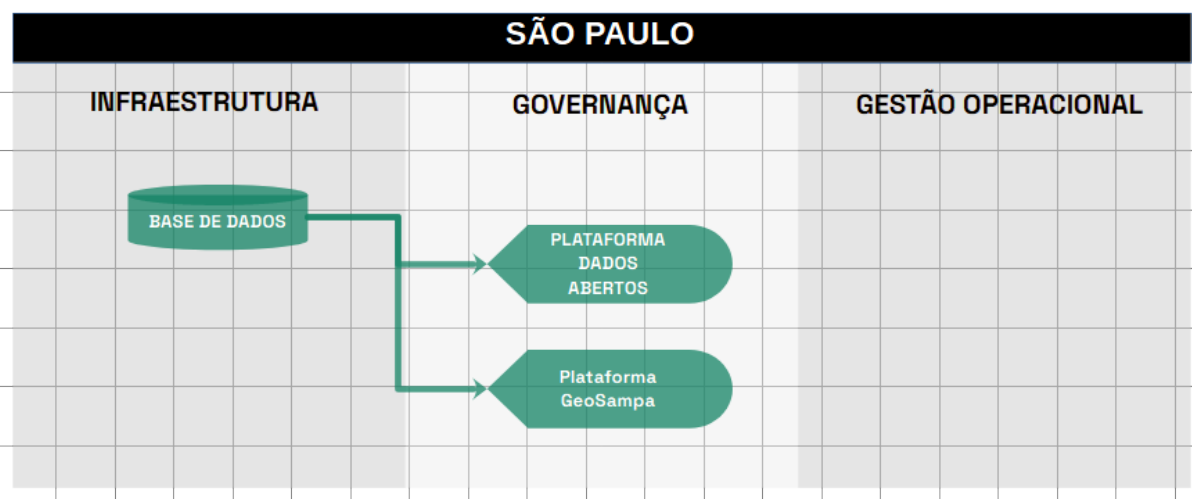 SÃO PAULO
INFRAESTRUTURA
GOVERNANÇA
GESTÃO OPERACIONAL
BASE DE DADOS
PLATAFORMA
DADOS
ABERTOS
Plataforma
GeoSampa